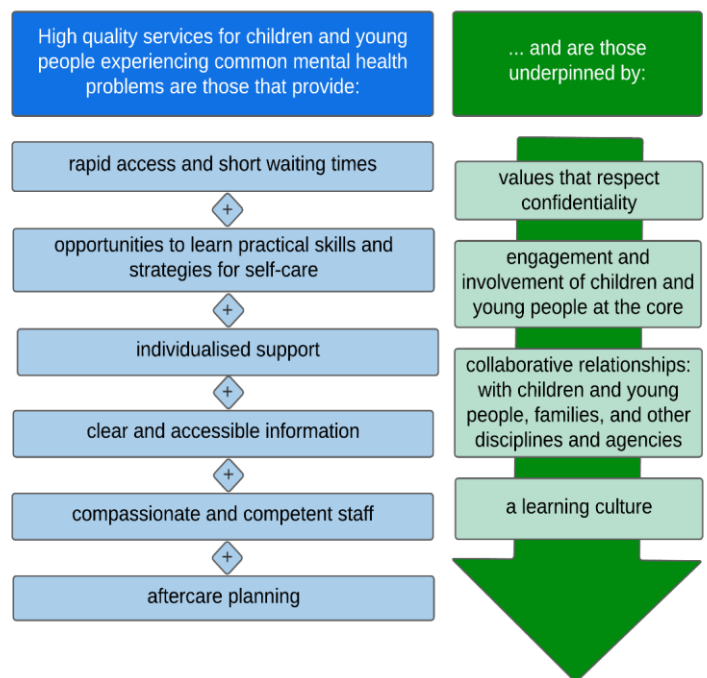 High quality services for children and young
people experiencing common mental health
problems are those that provide:
rapid access and short waiting times
+
opportunities to learn practical skills and
strategies for self-care
+
individualised support
+
clear and accessible information
+
compassionate and competent staff
+
aftercare planning
... and are those
underpinned by:
values that respect
confidentiality
engagement and
involvement of children and
young people at the core
collaborative relationships:
with children and young
people, families, and other
disciplines and agencies
a learning culture